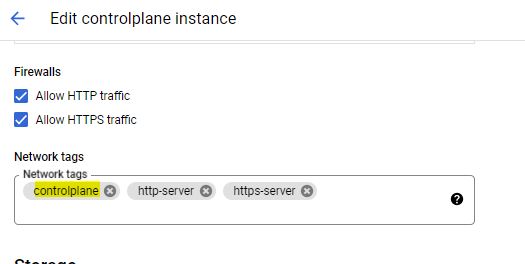 Edit controlplane instance
Firewalls
Allow HTTP traffic
Allow HTTPS traffic
Network tags
Network tags
controlplane http-server https-server
Storage